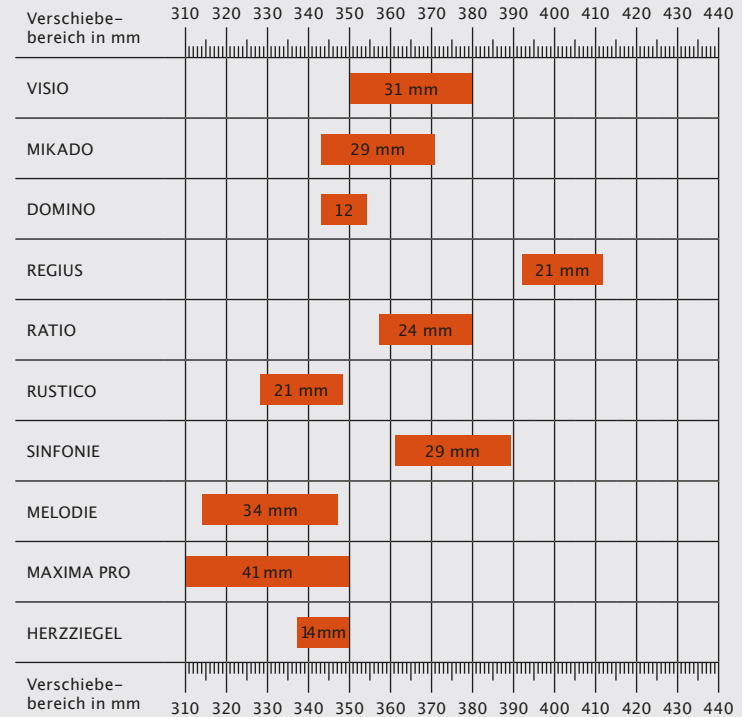 Verschiebe-
bereich in mm
310 320 330 340 350 360 370 380 390 400 410 420 430 440
VISIO 31 mm
MIKADO 29 mm
DOMINO 12
REGIUS 21 mm
RATIO 24 mm
RUSTICO 21 mm
SINFONIE 29 mm
MELODIE 34 mm
MAXIMA PRO 41 mm
HERZZIEGEL 14 mm
Verschiebe-
bereich in mm
310 320 330 340 350 360 370 380 390 400 410 420 430 440